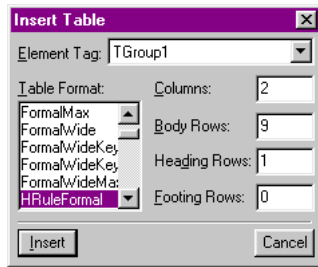 Insert Table
Element Tag: TGroup1
Table Format:
FormalMax
FormalWide
FormalWideKey
FormalWideKey
FormalWideMa
HRuleFormal
Columns: 2
Body Rows: 9
Heading Rows: 1
Footing Rows: 0
Insert
Cancel